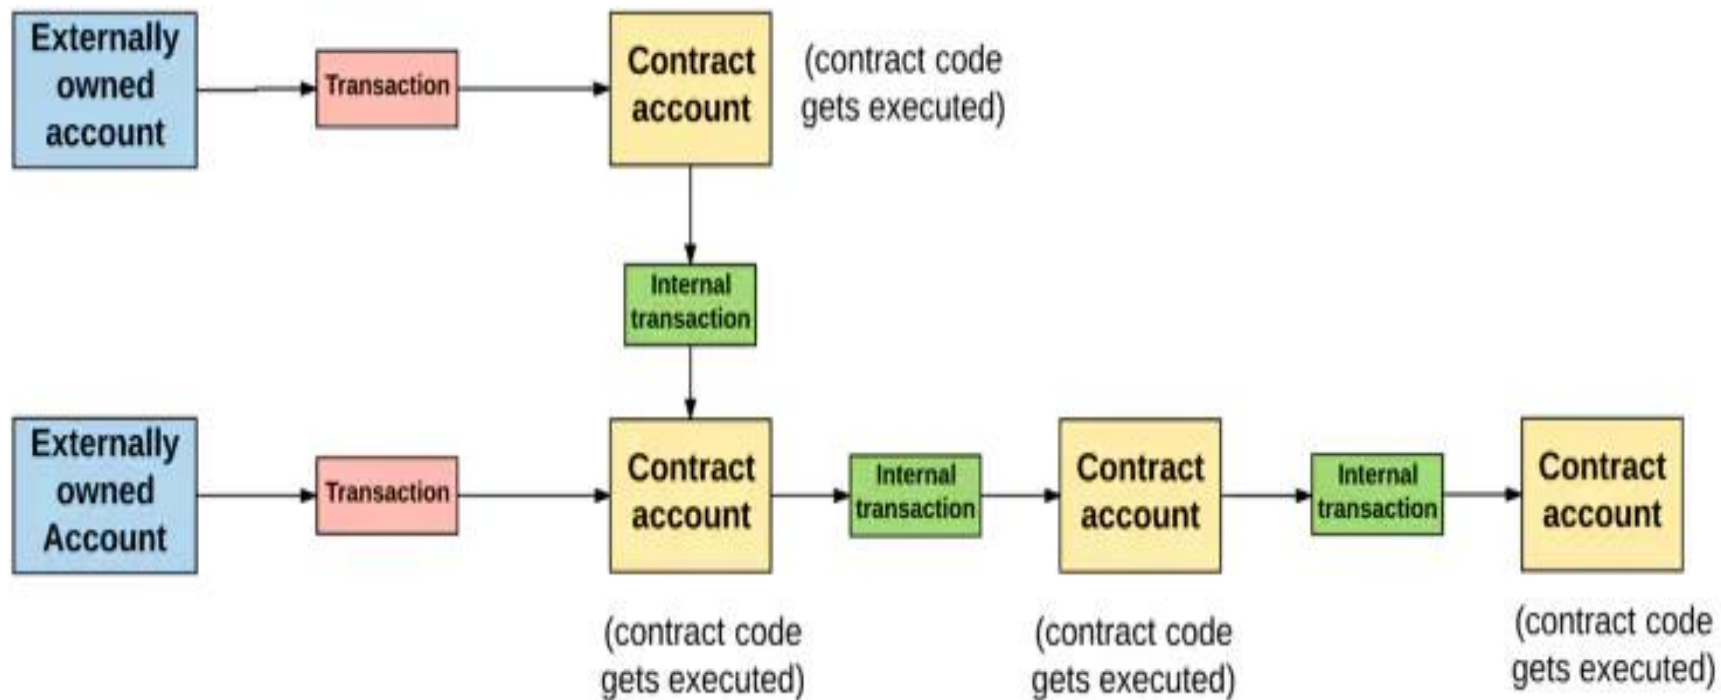 Externally
owned
account
Transaction
Contract
account
(contract code
gets executed)
Internal
transaction
Externally
owned
Account
Transaction
Contract
account
Internal
transaction
Contract
account
Internal
transaction
Contract
account
(contract code
gets executed)
(contract code
gets executed)
(contract code
gets executed)